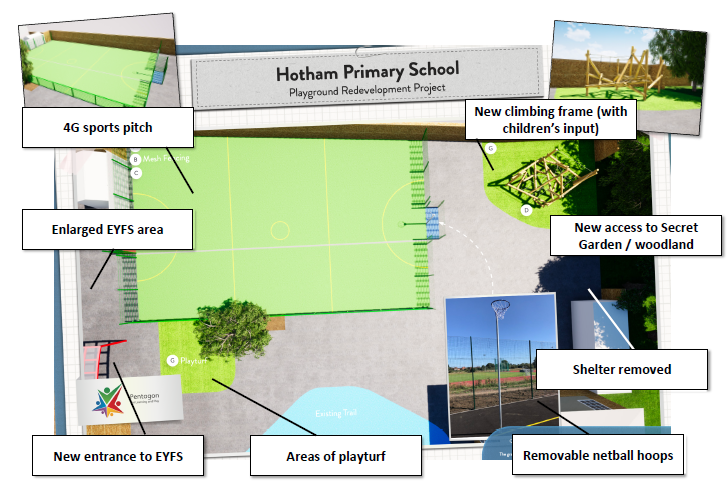 Hotham Primary School
Playground Redevelopment Project
4G sports pitch
New climbing frame (with
children's input)
B Mesh Fencing
C
G
D
Enlarged EYFS area
New access to Secret
Garden / woodland
G Playturf
Shelter removed
Pentagon
Existing Trail
New entrance to EYFS
Areas of playturf
Removable netball hoops